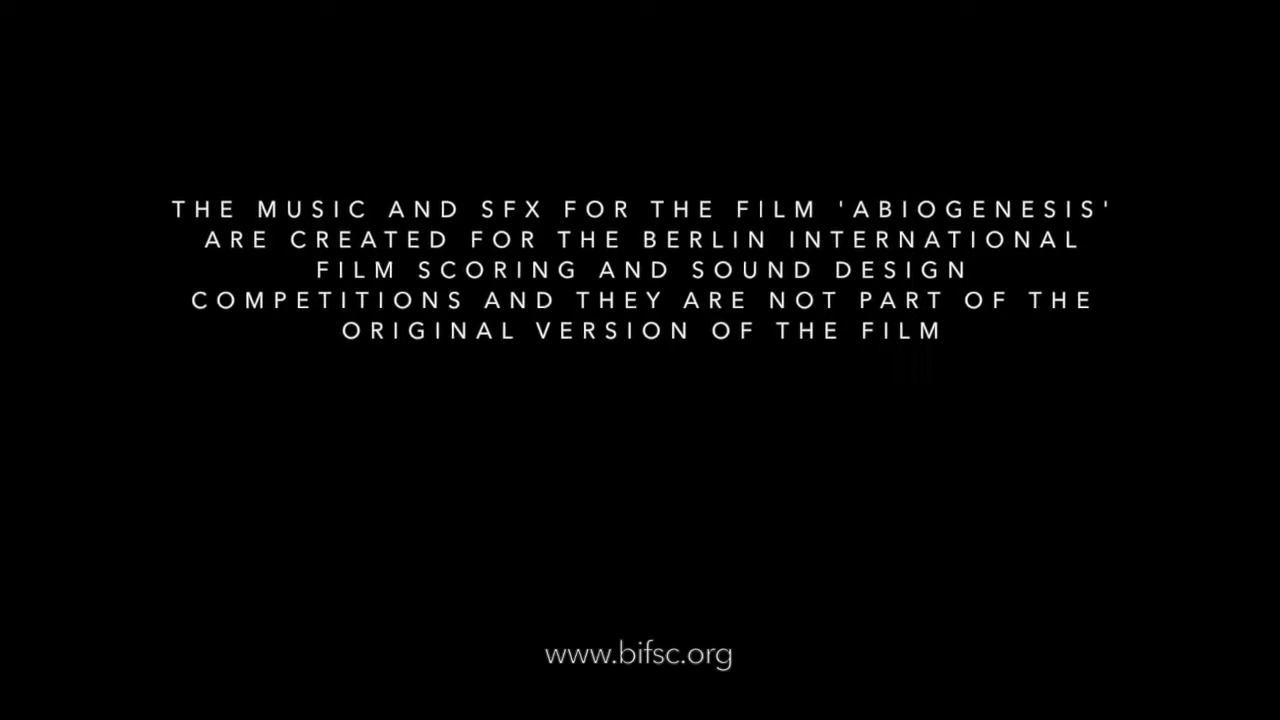 THE MUSIC AND SFX FOR THE FILM 'ABIOGENESIS'
ARE CREATED FOR THE BERLIN INTERNATIONAL
FILM SCORING AND SOUND DESIGN
COMPETITIONS AND THEY ARE NOT PART OF THE
ORIGINAL VERSION OF THE FILM
www.bifsc.org